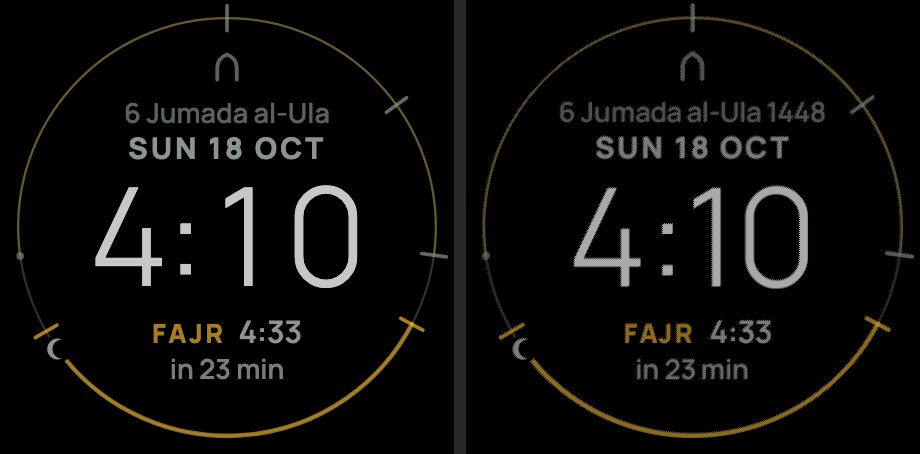 6 Jumada al-Ula
SUN 18 OCT
4:10
FAJR 4:33
in 23 min
6 Jumada al-Ula 1448
SUN 18 OCT
4:10
FAJR 4:33
in 23 min